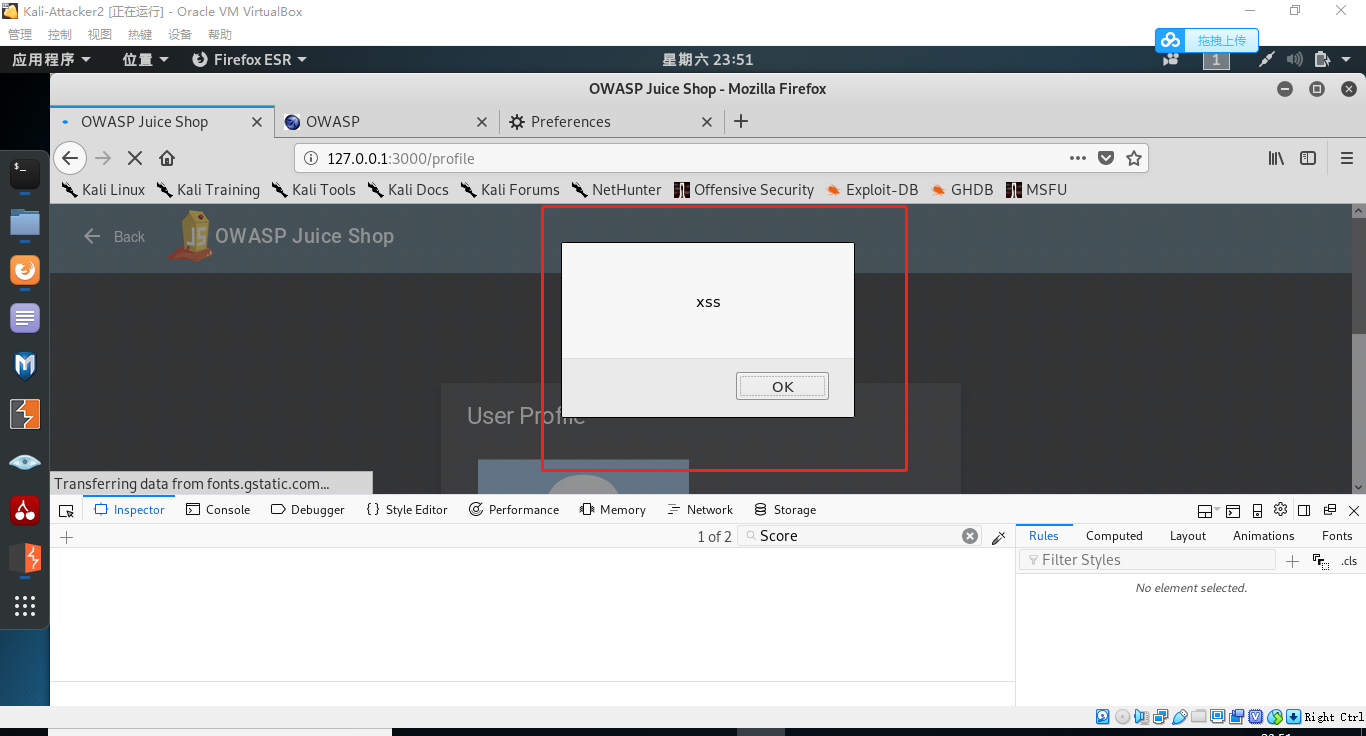 Kali-Attacker2 [正在运行] - Oracle VM VirtualBox
管理 控制 视图 热键 设备 帮助
拖拽上传
应用程序 位置 Firefox ESR 星期六 23:51 1
OWASP Juice Shop - Mozilla Firefox
OWASP Juice Shop OWASP Preferences
127.0.0.1:3000/profile
Kali Linux Kali Training Kali Tools Kali Docs Kali Forums NetHunter Offensive Security Exploit-DB GHDB MSFU
Back JS OWASP Juice Shop
xss
OK
User Profile
Transferring data from fonts.gstatic.com...
Inspector Console Debugger {} Style Editor Performance Memory Network Storage
1 of 2 Score
Rules Computed Layout Animations Fonts
Filter Styles .cls
No element selected.
Right Ctrl